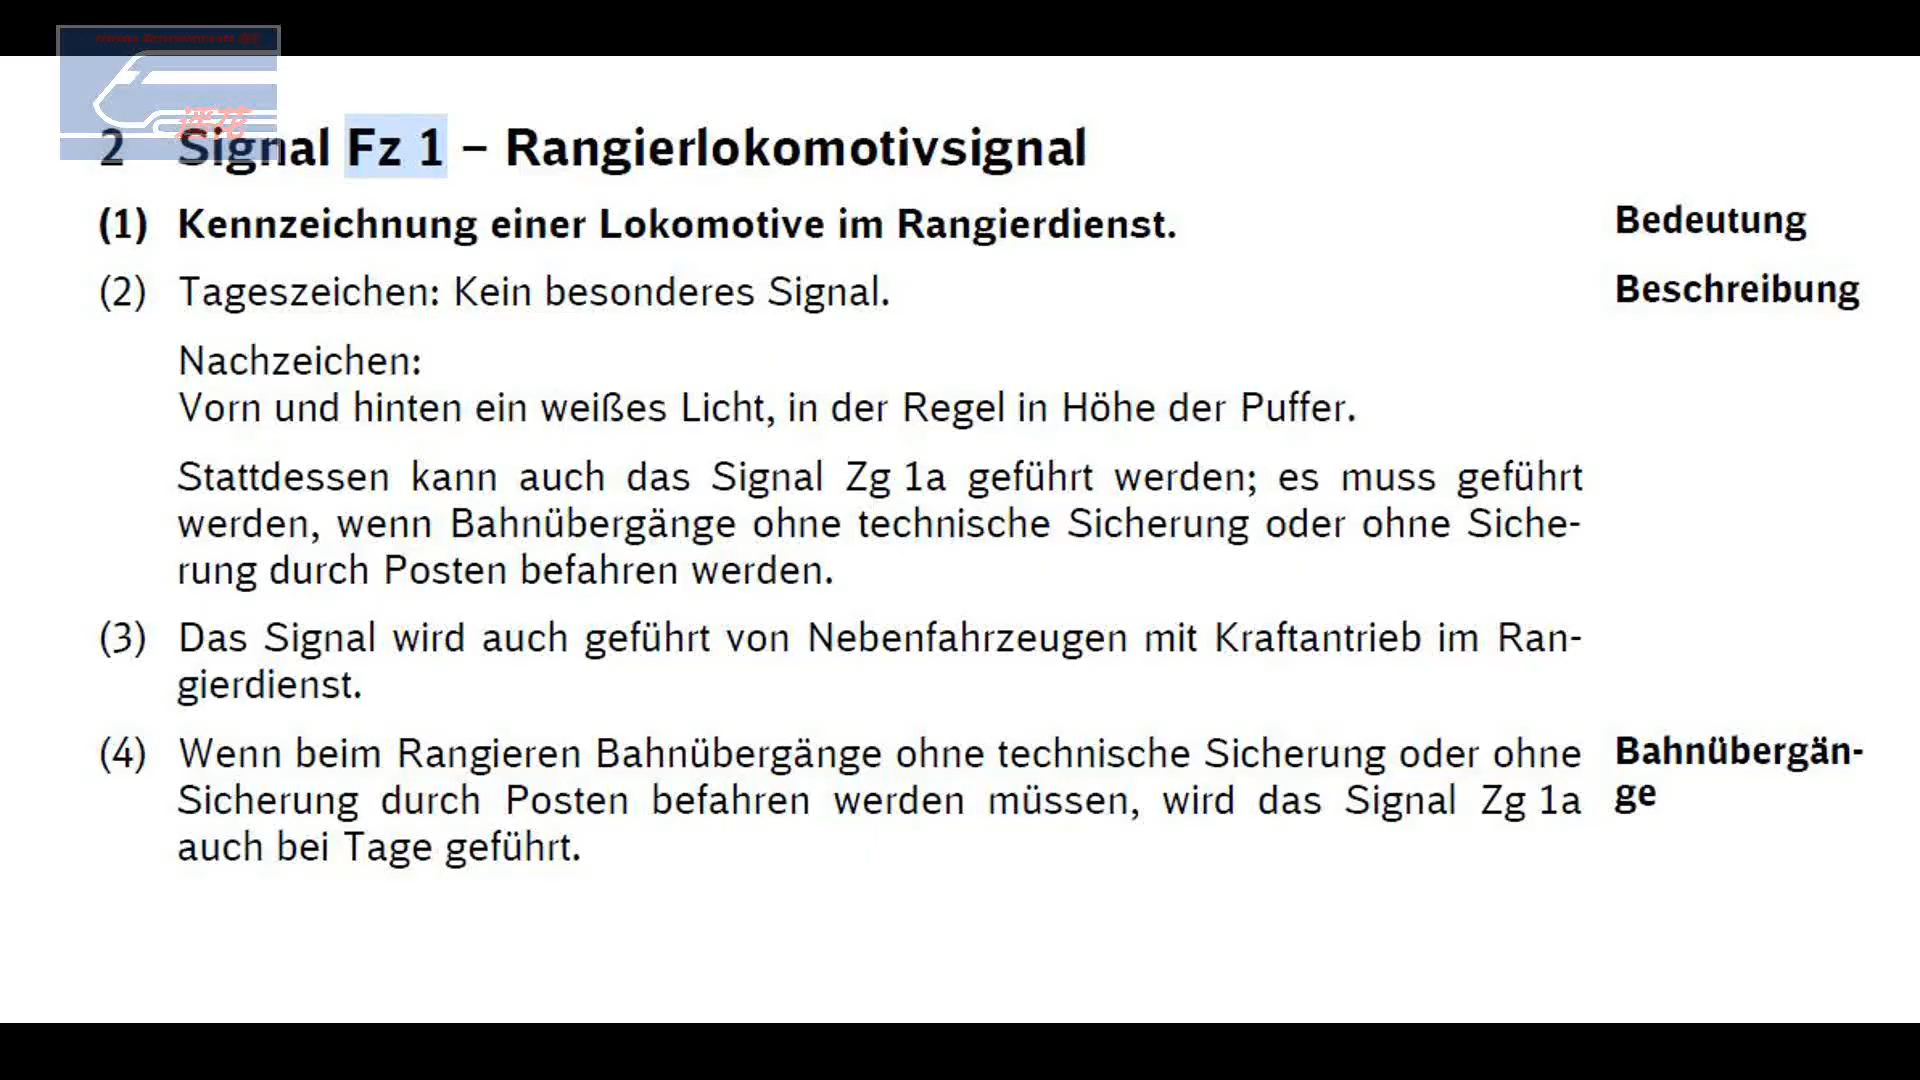 2 Signal Fz 1 – Rangierlokomotivsignal
(1) Kennzeichnung einer Lokomotive im Rangierdienst. Bedeutung
(2) Tageszeichen: Kein besonderes Signal. Beschreibung
Nachzeichen:
Vorn und hinten ein weißes Licht, in der Regel in Höhe der Puffer.
Stattdessen kann auch das Signal Zg 1a geführt werden; es muss geführt
werden, wenn Bahnübergänge ohne technische Sicherung oder ohne Siche-
rung durch Posten befahren werden.
(3) Das Signal wird auch geführt von Nebenfahrzeugen mit Kraftantrieb im Ran-
gierdienst.
(4) Wenn beim Rangieren Bahnübergänge ohne technische Sicherung oder ohne Bahnübergän-
Sicherung durch Posten befahren werden müssen, wird das Signal Zg 1a ge
auch bei Tage geführt.